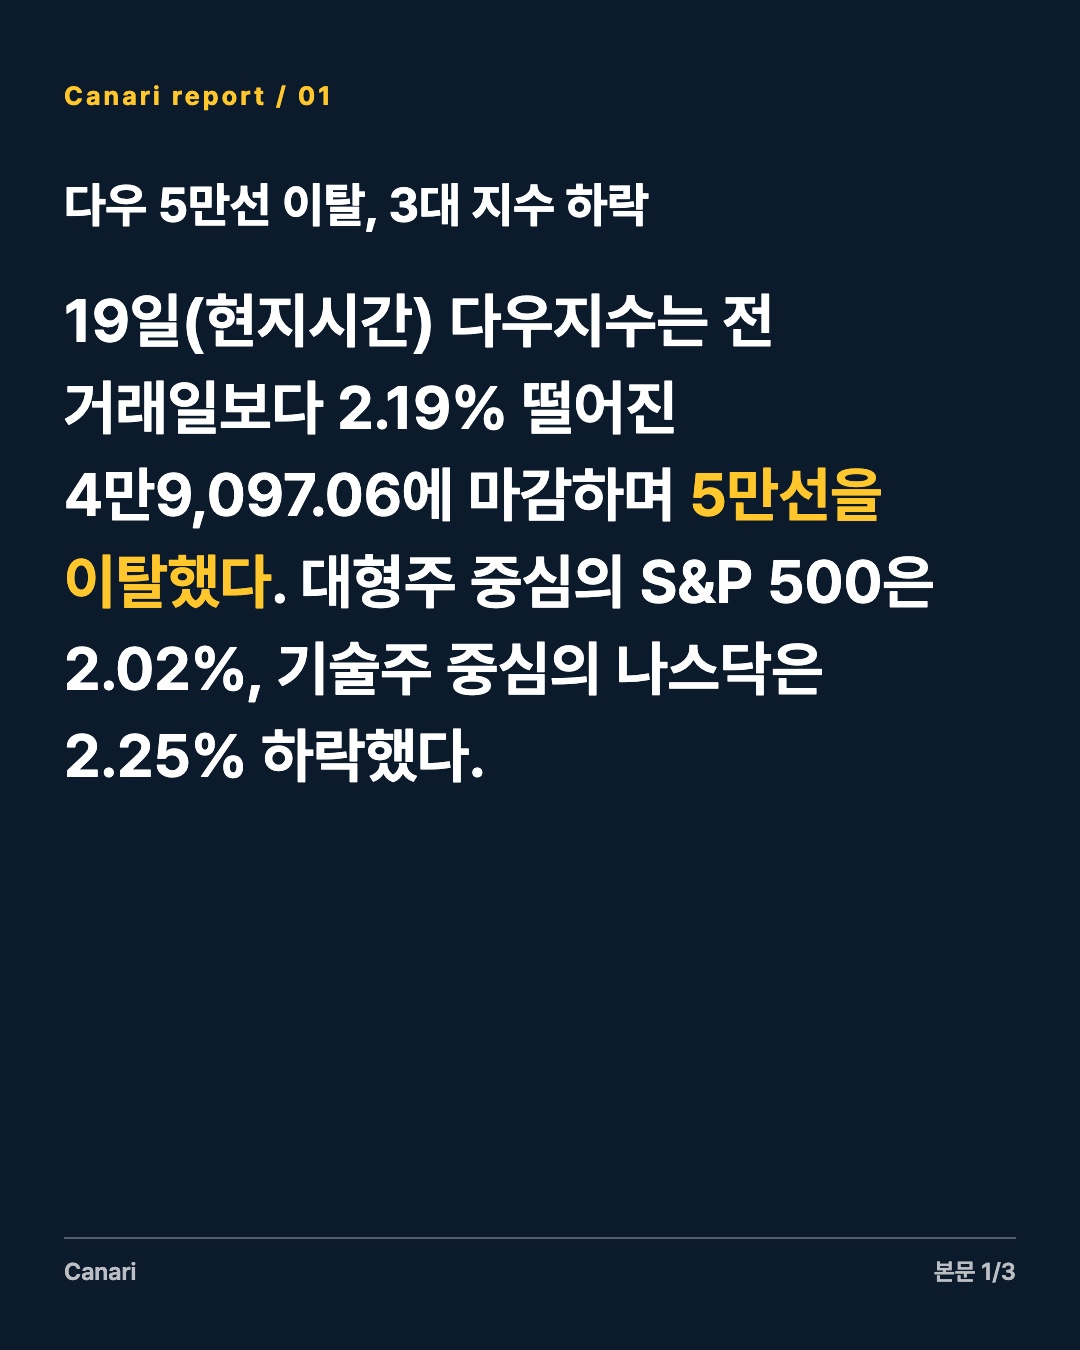 Canari report / 01
다우 5만선 이탈, 3대 지수 하락
19일(현지시간) 다우지수는 전
거래일보다 2.19% 떨어진
4만9,097.06에 마감하며 5만선을
이탈했다. 대형주 중심의 S&P 500은
2.02%, 기술주 중심의 나스닥은
2.25% 하락했다.
Canari
본문 1/3